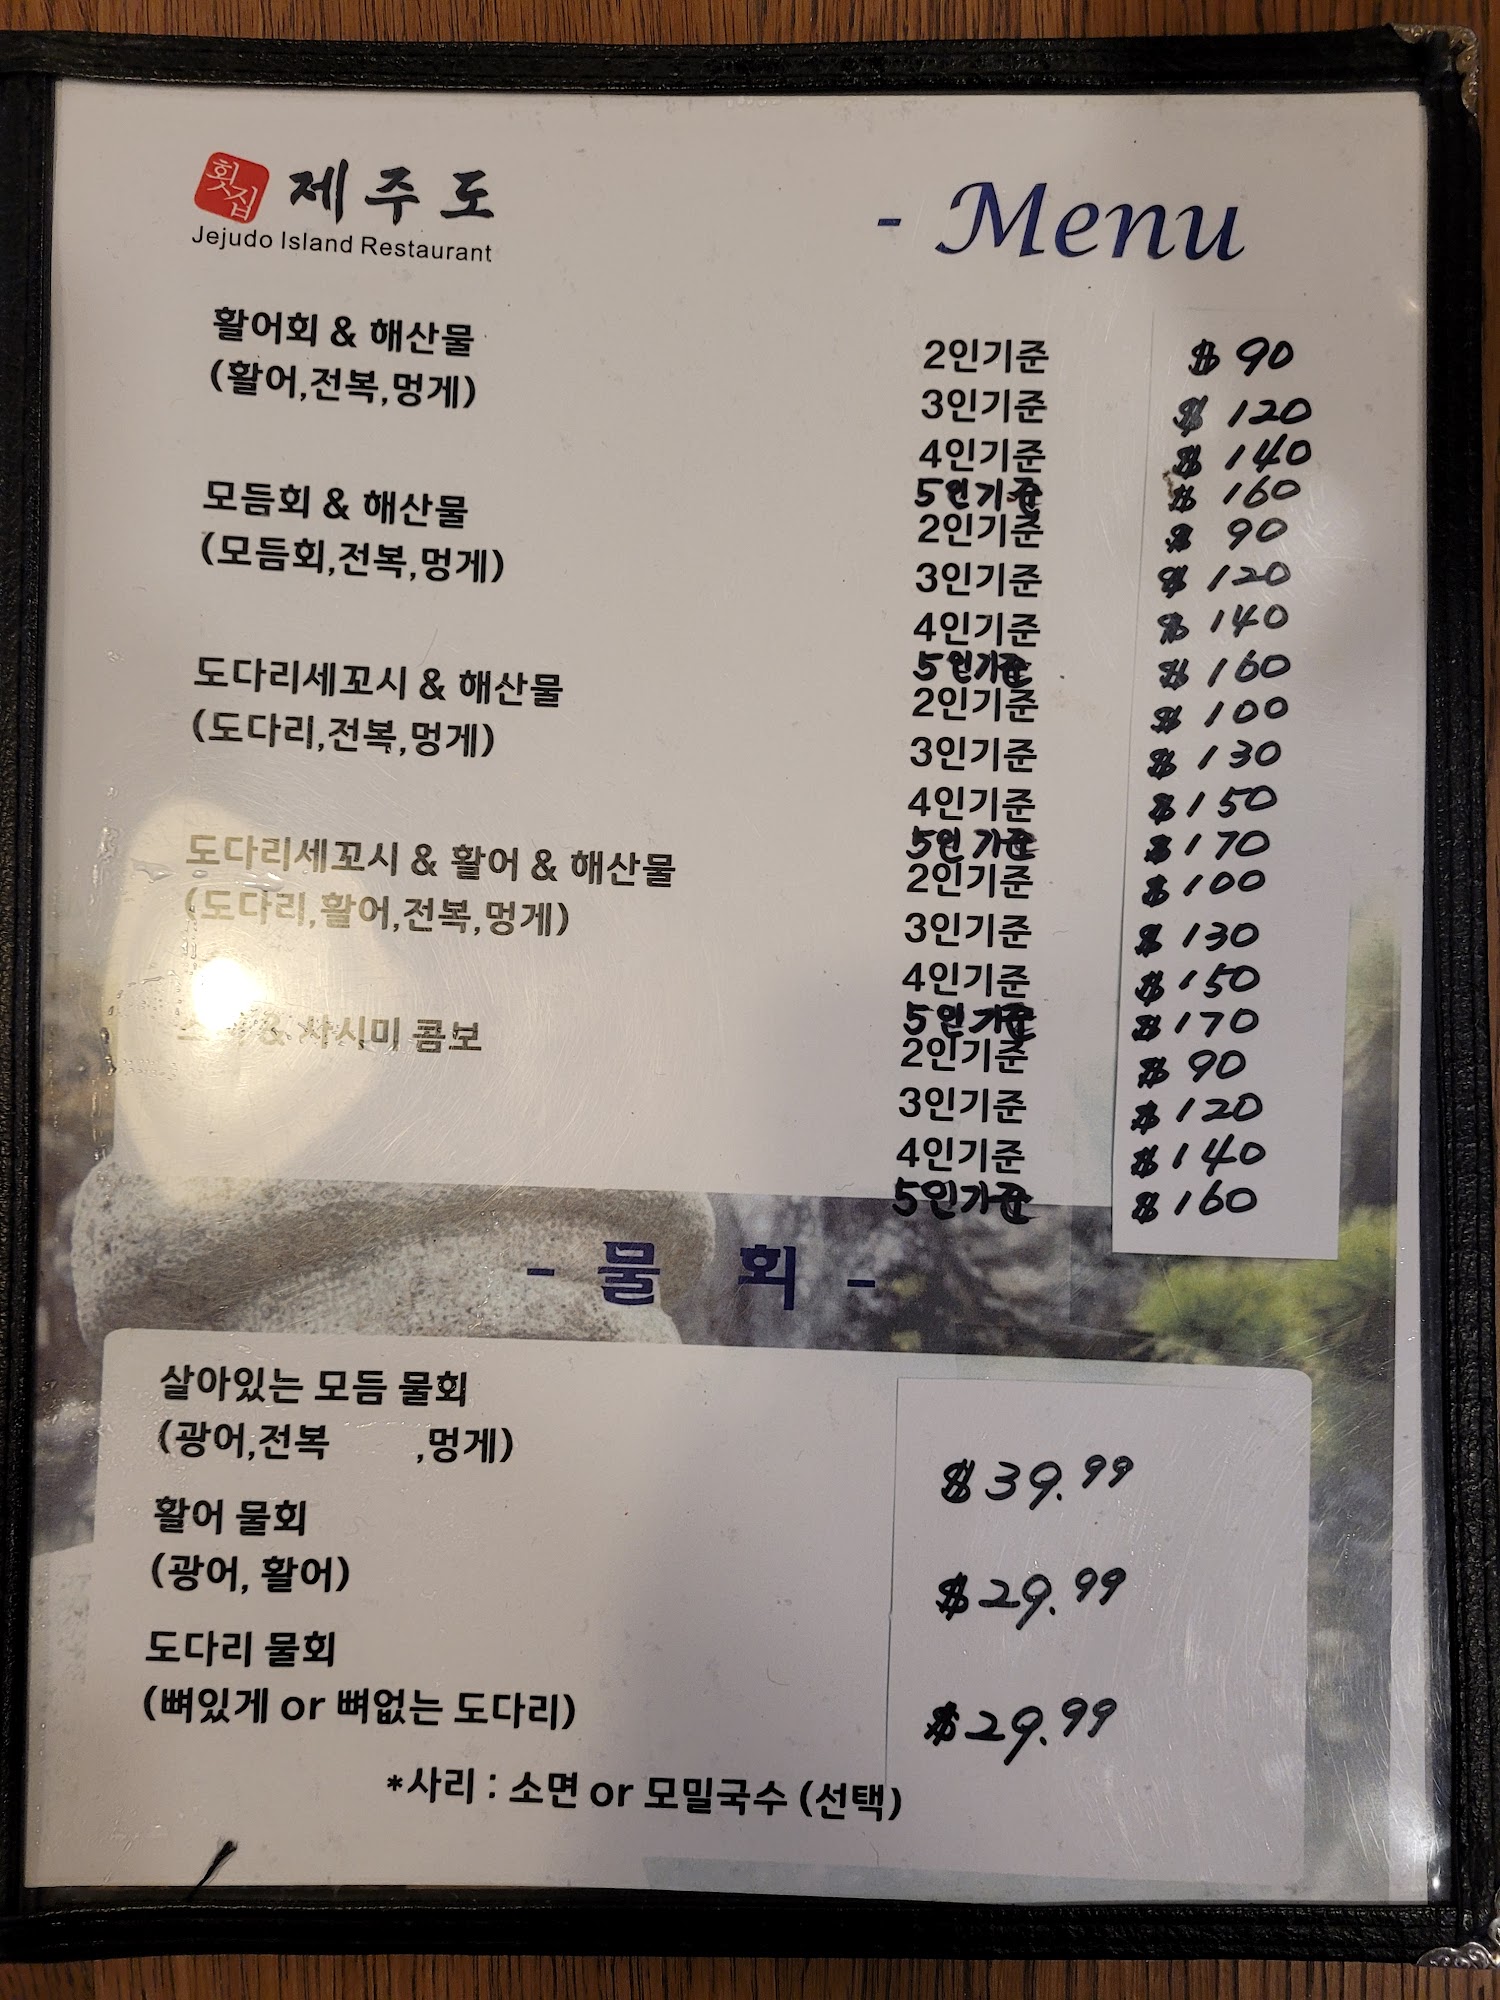 횟집 제주도
Jejudo Island Restaurant
- Menu
활어회 & 해산물
(활어,전복,멍게)
2인기준 $ 90
3인기준 $ 120
4인기준 $ 140
5인기준 $ 160
모듬회 & 해산물
(모듬회,전복,멍게)
2인기준 $ 90
3인기준 $ 120
4인기준 $ 140
5인기준 $ 160
도다리세꼬시 & 해산물
(도다리,전복,멍게)
2인기준 $ 100
3인기준 $ 130
4인기준 $ 150
5인기준 $ 170
도다리세꼬시 & 활어 & 해산물
(도다리,활어,전복,멍게)
2인기준 $ 100
3인기준 $ 130
4인기준 $ 150
5인기준 $ 170
& 사시미 콤보
2인기준 $ 90
3인기준 $ 120
4인기준 $ 140
5인기준 $ 160
- 물 회 -
살아있는 모듬 물회
(광어,전복 ,멍게)
$39.99
활어 물회
(광어, 활어)
$29.99
도다리 물회
(뼈있게 or 뼈없는 도다리)
$29.99
*사리 : 소면 or 모밀국수 (선택)